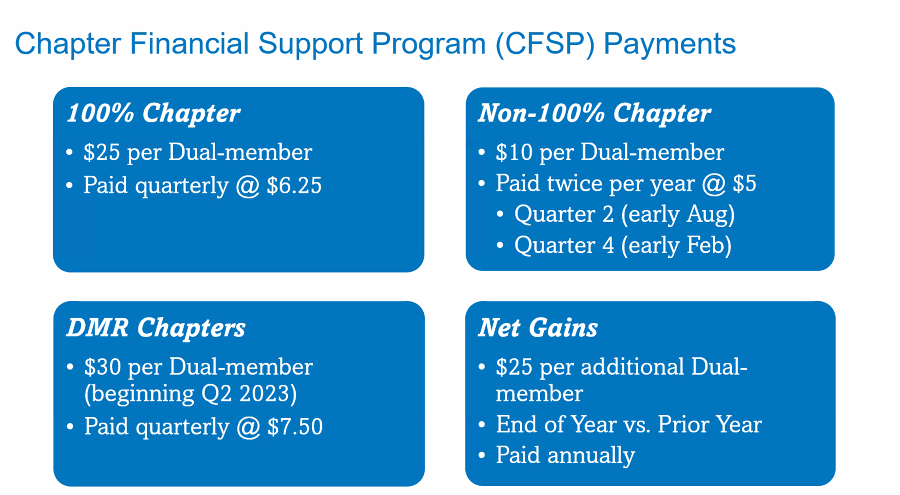 Chapter Financial Support Program (CFSP) Payments
100% Chapter
• $25 per Dual-member
• Paid quarterly @ $6.25
Non-100% Chapter
• $10 per Dual-member
• Paid twice per year @ $5
• Quarter 2 (early Aug)
• Quarter 4 (early Feb)
DMR Chapters
• $30 per Dual-member
(beginning Q2 2023)
• Paid quarterly @ $7.50
Net Gains
• $25 per additional Dual-
member
• End of Year vs. Prior Year
• Paid annually